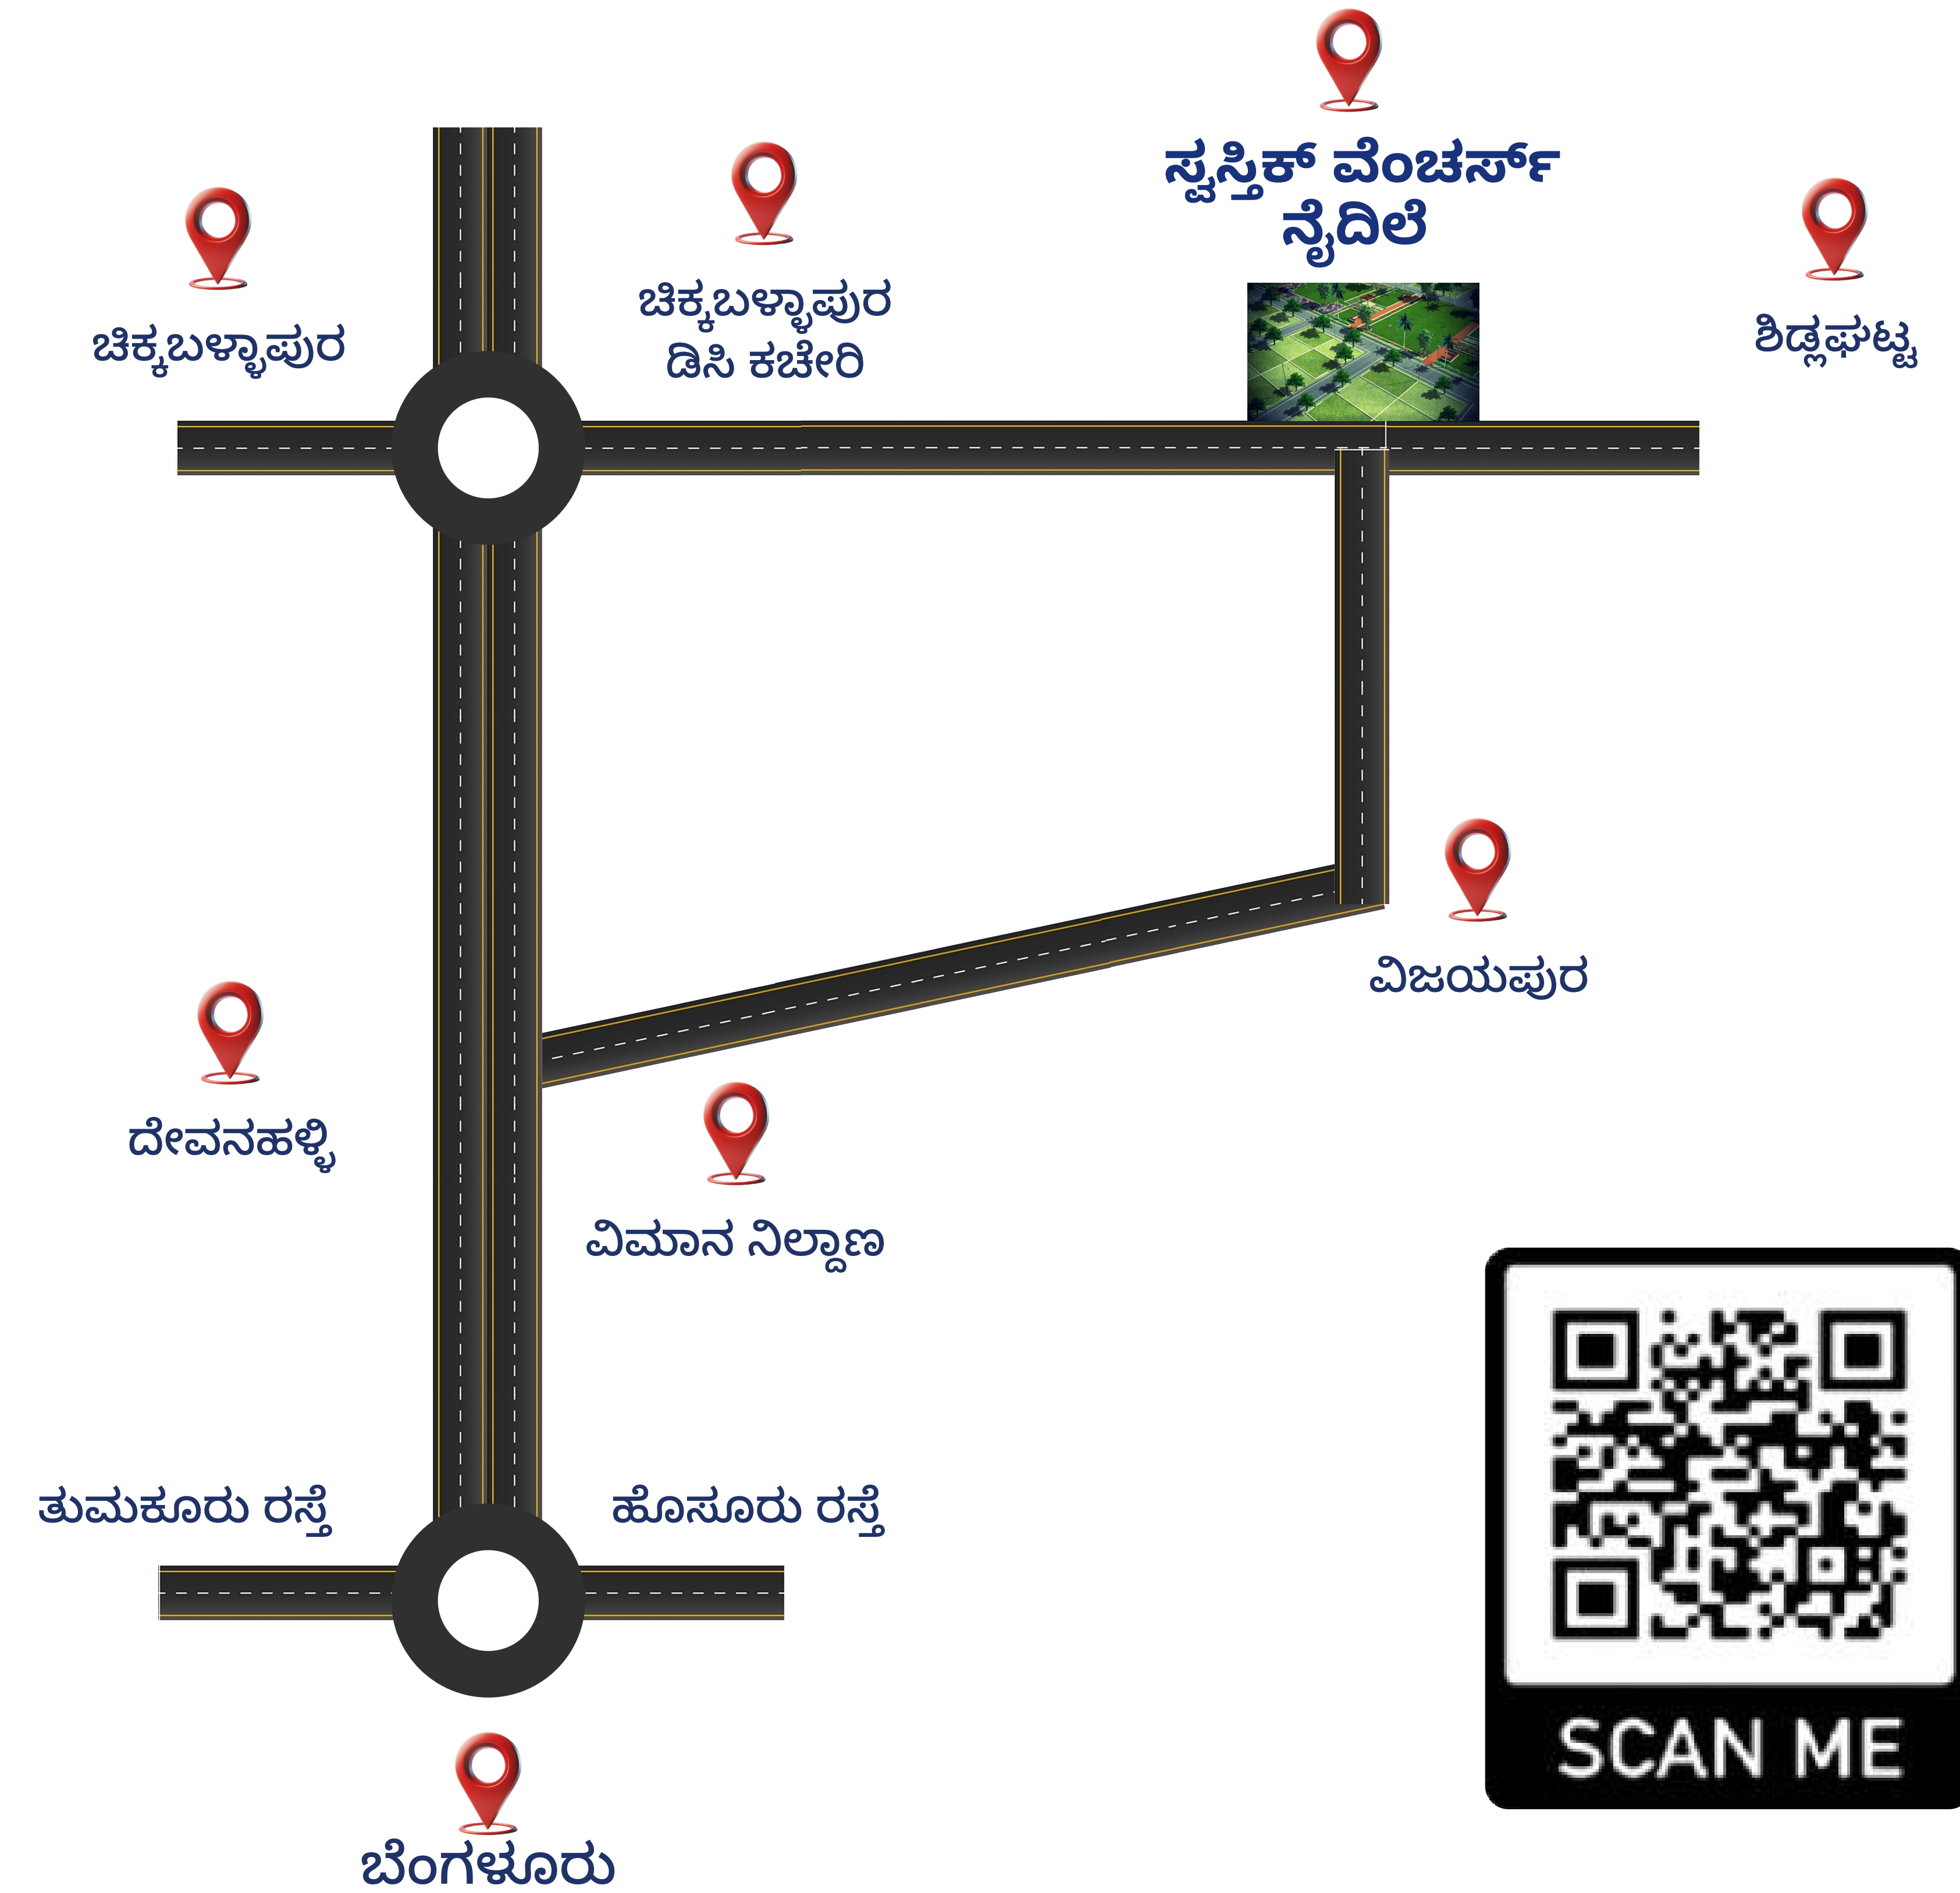 ಸ್ವಸ್ತಿಕ್ ವೆಂಚರ್ಸ್
ನೈದಿಲೆ
ಚಿಕ್ಕಬಳ್ಳಾಪುರ
ಚಿಕ್ಕಬಳ್ಳಾಪುರ
ಡಿಸಿ ಕಚೇರಿ
ಶಿಡ್ಲಘಟ್ಟ
ವಿಜಯಪುರ
ದೇವನಹಳ್ಳಿ
ವಿಮಾನ ನಿಲ್ದಾಣ
ತುಮಕೂರು ರಸ್ತೆ
ಹೊಸೂರು ರಸ್ತೆ
SCAN ME
ಬೆಂಗಳೂರು